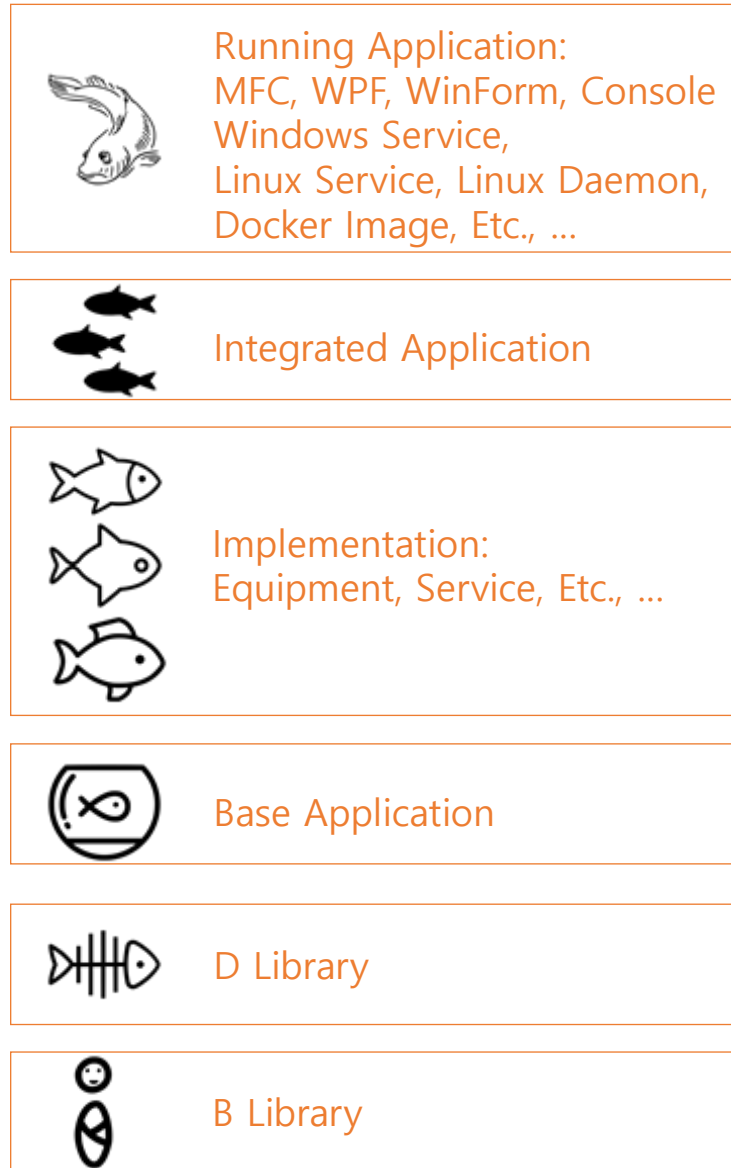 Running Application:
MFC, WPF, WinForm, Console
Windows Service,
Linux Service, Linux Daemon,
Docker Image, Etc., ...
Integrated Application
Implementation:
Equipment, Service, Etc., ...
Base Application
D Library
B Library